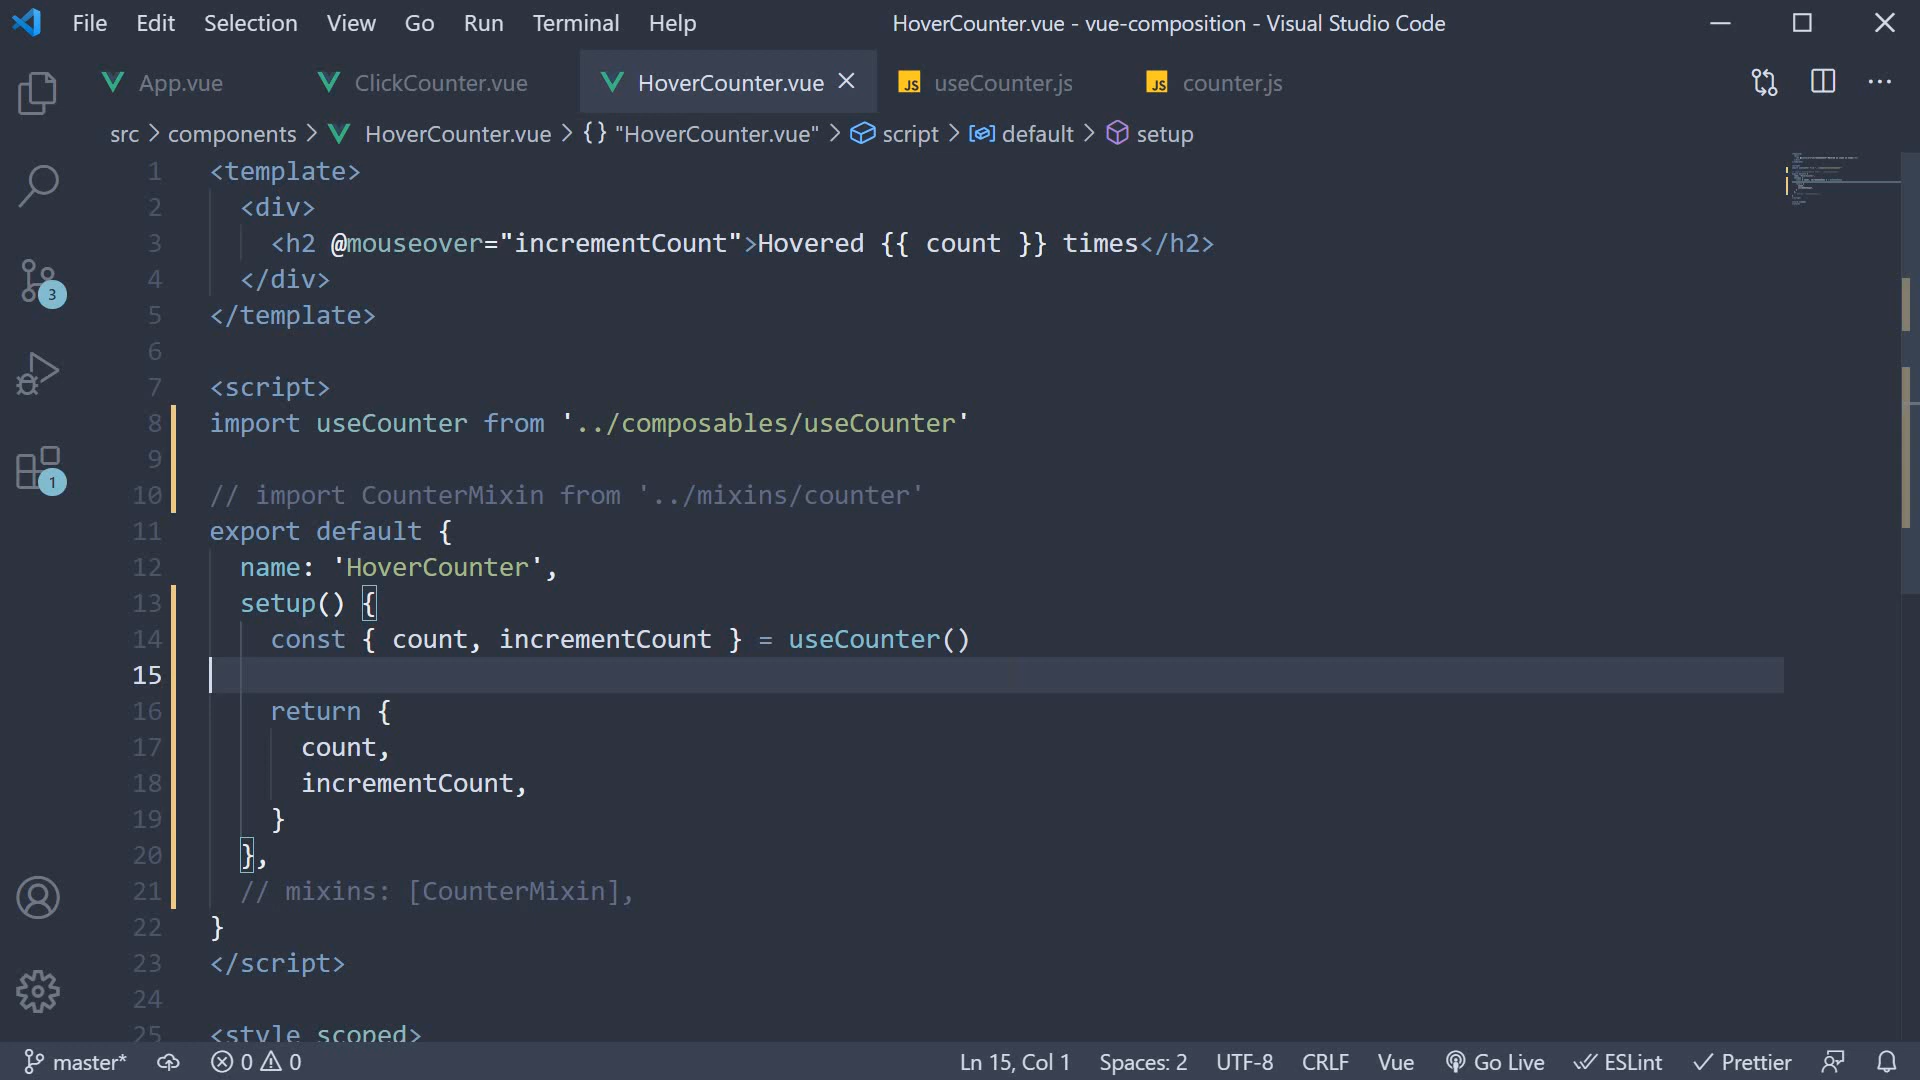 File Edit Selection View Go Run Terminal Help HoverCounter.vue - vue-composition - Visual Studio Code
App.vue ClickCounter.vue HoverCounter.vue JS useCounter.js JS counter.js
src > components > HoverCounter.vue > {} "HoverCounter.vue" > script > default > setup
1 <template>
2 <div>
3 <h2 @mouseover="incrementCount">Hovered {{ count }} times</h2>
4 </div>
5 </template>
6
7 <script>
8 import useCounter from '../composables/useCounter'
9
10 // import CounterMixin from '../mixins/counter'
11 export default {
12 name: 'HoverCounter',
13 setup() {
14 const { count, incrementCount } = useCounter()
15
16 return {
17 count,
18 incrementCount,
19 }
20 },
21 // mixins: [CounterMixin],
22 }
23 </script>
24
25 <style scoped>
3
1
master* 0 0 Ln 15, Col 1 Spaces: 2 UTF-8 CRLF Vue Go Live ESLint Prettier